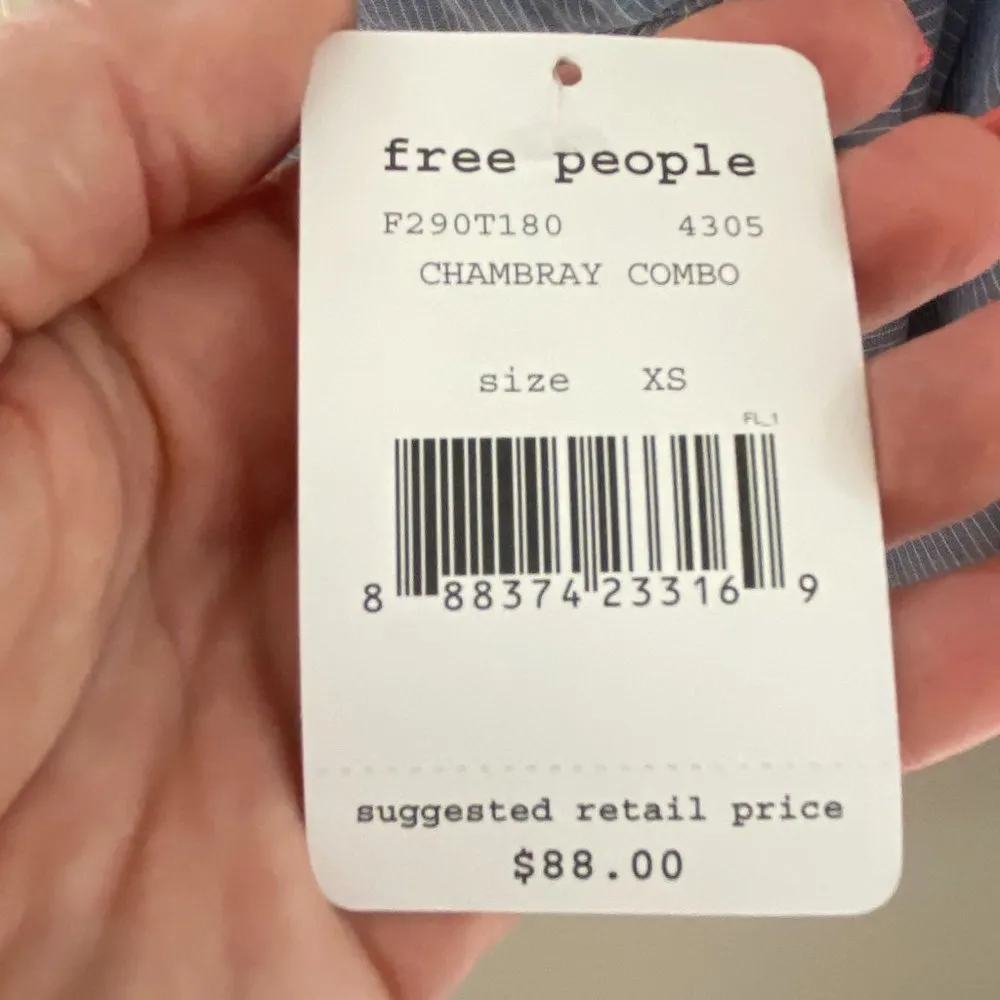 free people
F290T180 4305
CHAMBRAY COMBO
size XS
FL_1
8 88374 23316 9
suggested retail price
$88.00